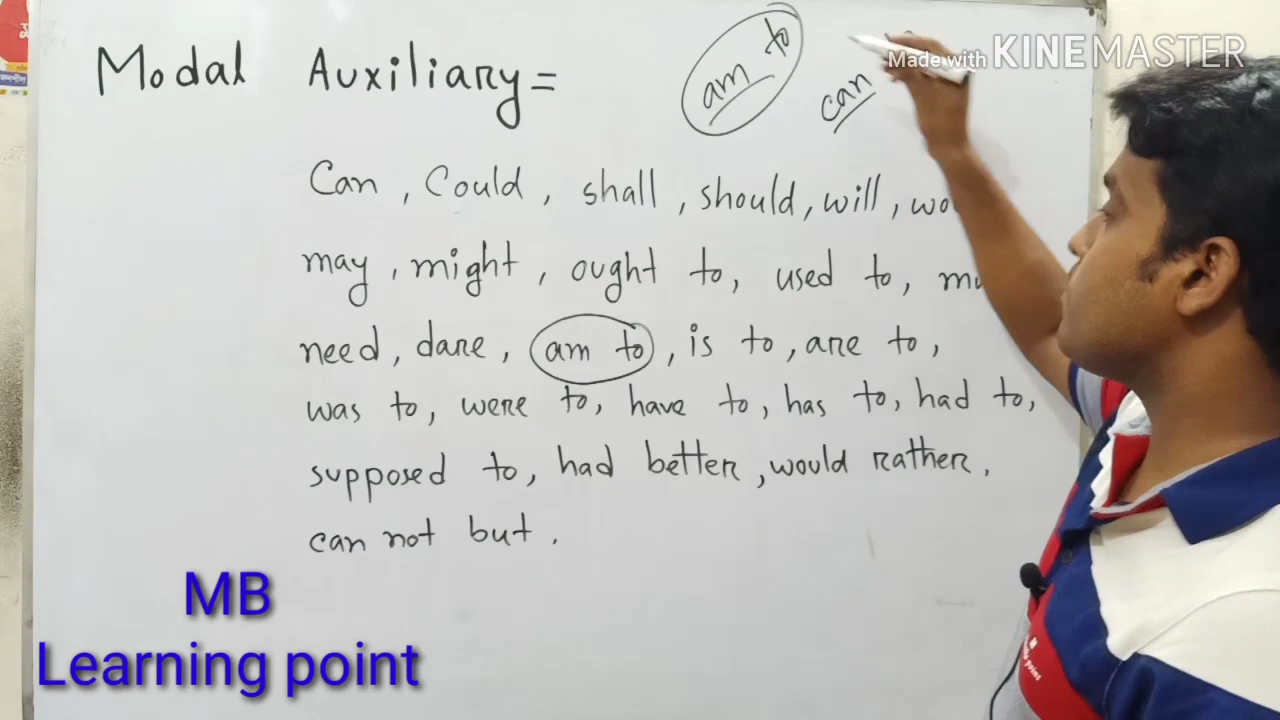 Modal Auxiliary=
am to
can
Made with KINEMASTER
Can, Could, shall, should, will,
may, might, ought to, used to,
need, dare, am to, is to, are to,
was to, were to, have to, has to, had to,
supposed to, had better, would rather,
can not but.
MB
Learning point